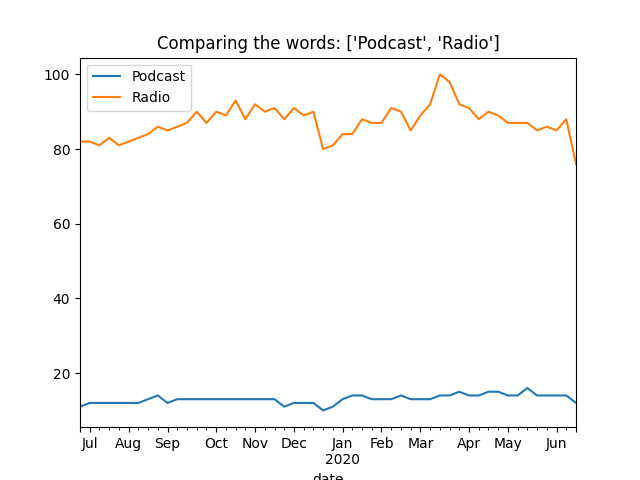 Comparing the words: ['Podcast', 'Radio']
Podcast
Radio
100
80
60
40
20
Jul Aug Sep Oct Nov Dec Jan Feb Mar Apr May Jun
2020
date